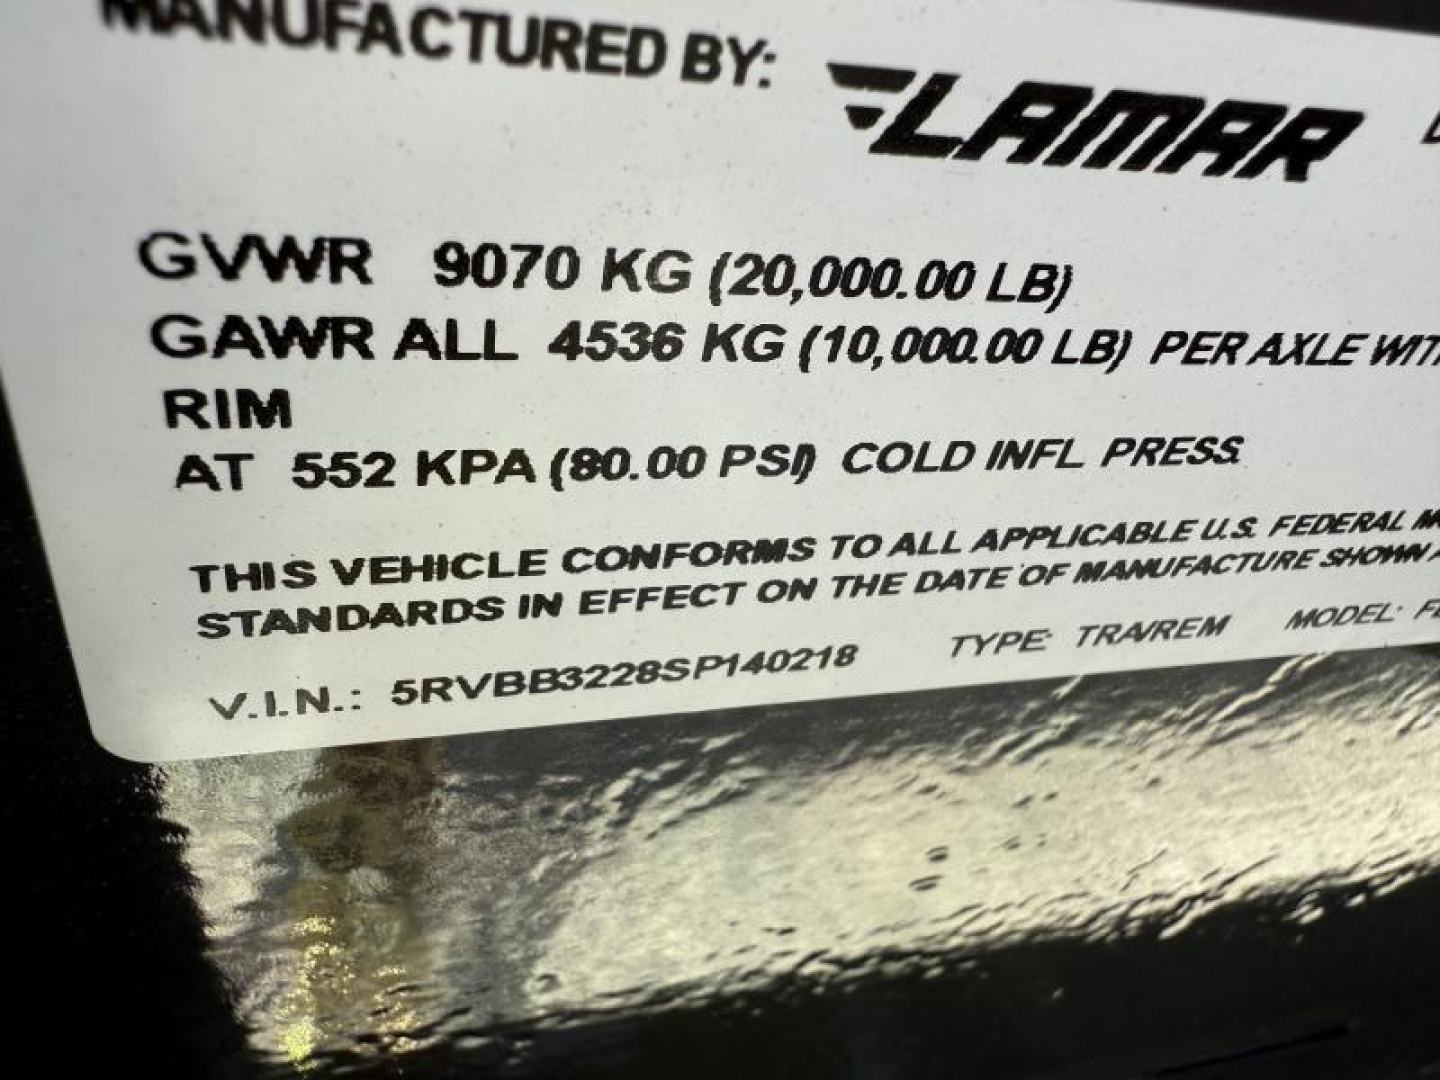 MANUFACTURED BY: LAMAR
GVWR 9070 KG (20,000.00 LB)
GAWR ALL 4536 KG (10,000.00 LB) PER AXLE WIT
RIM
AT 552 KPA (80.00 PSI) COLD INFL PRESS.
THIS VEHICLE CONFORMS TO ALL APPLICABLE U.S. FEDERAL
STANDARDS IN EFFECT ON THE DATE OF MANUFACTURE SHOWN
V.I.N.: 5RVBB3228SP140218 TYPE: TRA/REM MODEL: